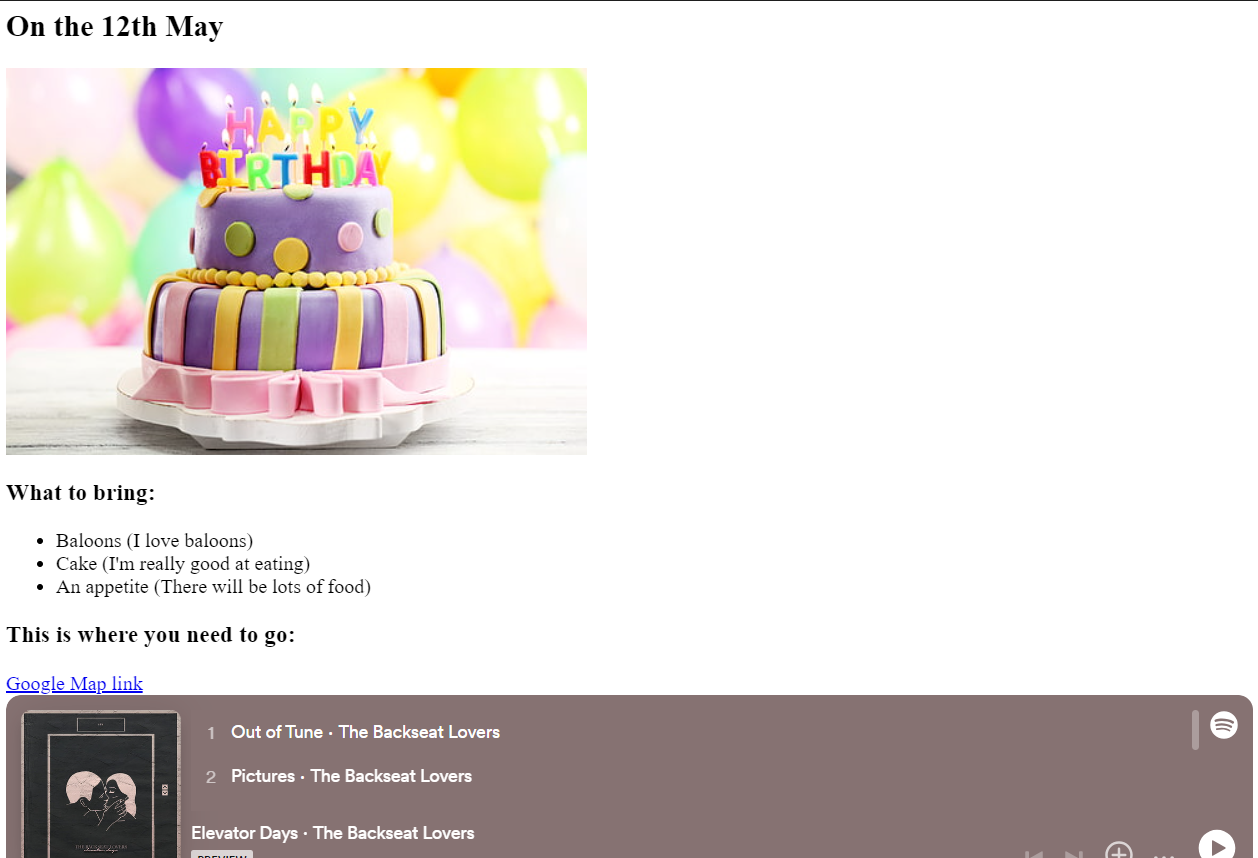 On the 12th May
HAPPY
BIRTHDAY
What to bring:
Baloons (I love baloons)
Cake (I'm really good at eating)
An appetite (There will be lots of food)
This is where you need to go:
Google Map link
1 Out of Tune · The Backseat Lovers
2 Pictures · The Backseat Lovers
Elevator Days · The Backseat Lovers
PREVIEW